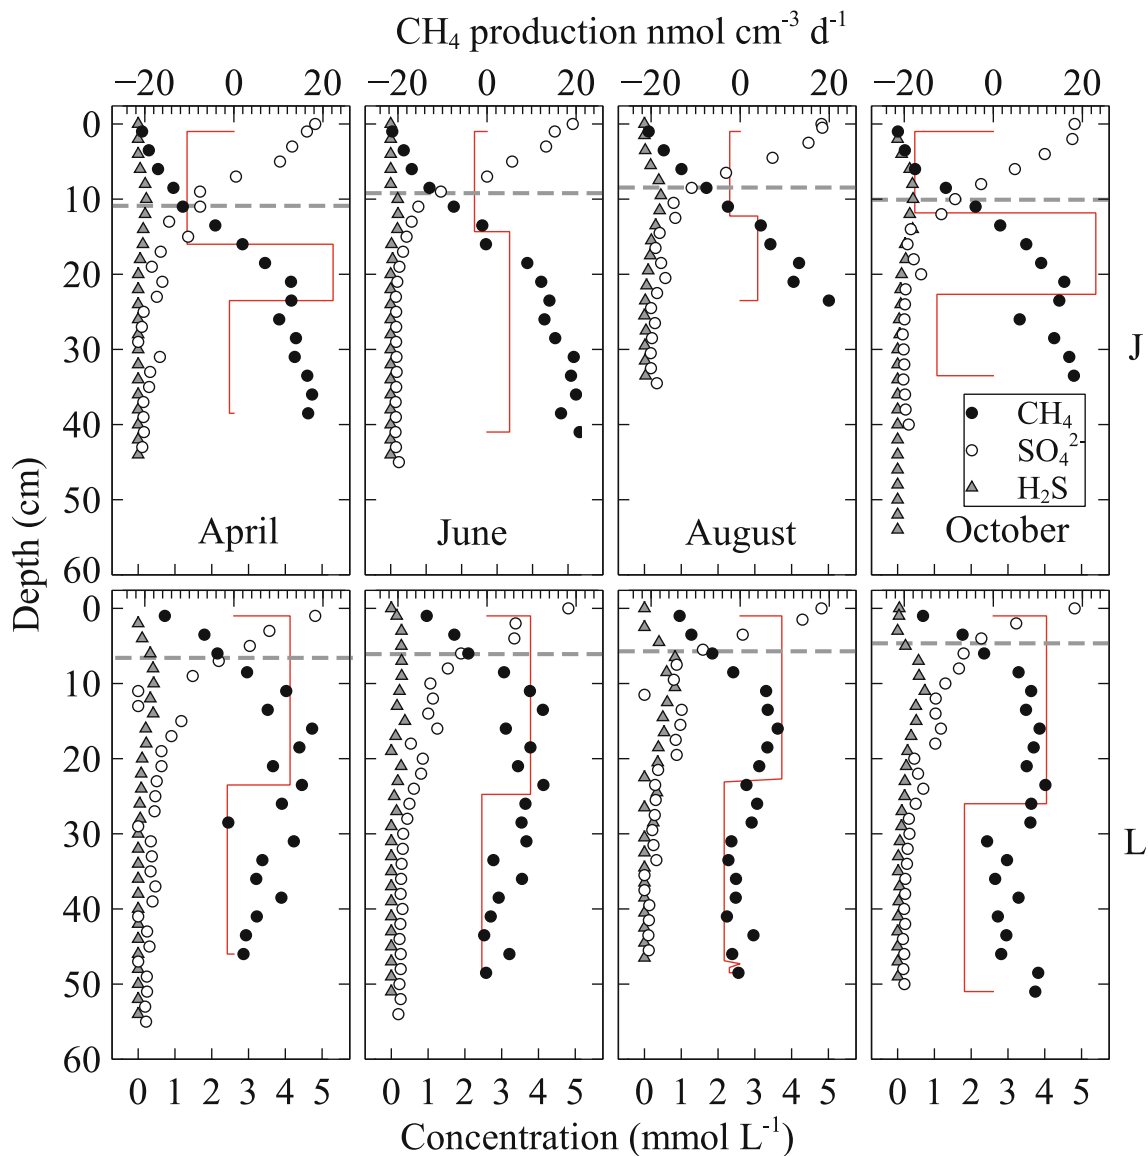 CH₄ production nmol cm⁻³ d⁻¹
−20 0 20 −20 0 20 −20 0 20 −20 0 20
0
10
20
30
40
50
60
J
CH₄
SO₄²⁻
H₂S
April June August October
Depth (cm)
0
10
20
30
40
50
60
L
0 1 2 3 4 5 0 1 2 3 4 5 0 1 2 3 4 5 0 1 2 3 4 5
Concentration (mmol L⁻¹)